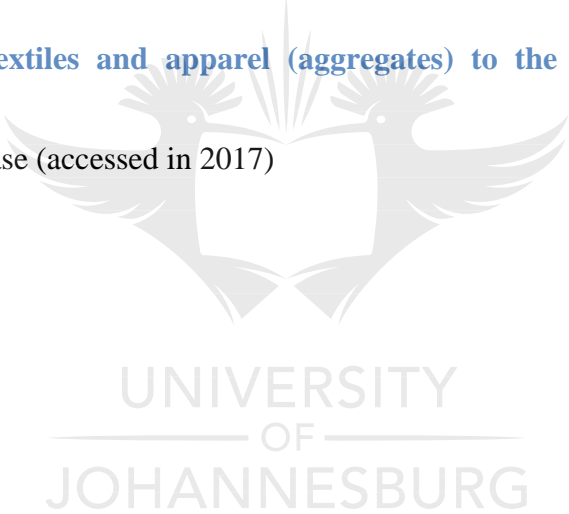 extiles and apparel (aggregates) to the
se (accessed in 2017)
UNIVERSITY
OF
JOHANNESBURG